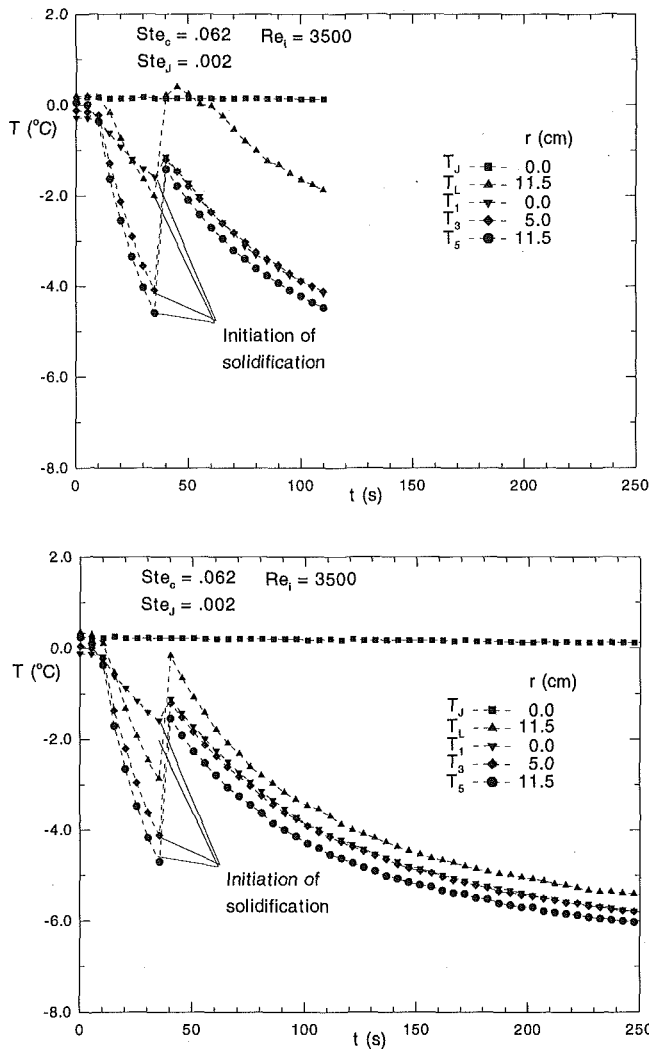 2.0
Ste_c = .062 Re_i = 3500
Ste_J = .002
0.0
T (°C)
r (cm)
T_J 0.0
T_L 11.5
T_1 0.0
T_3 5.0
T_5 11.5
-2.0
-4.0
Initiation of
solidification
-6.0
-8.0
0 50 100 150 200 250
t (s)
2.0
Ste_c = .062 Re_i = 3500
Ste_J = .002
0.0
T (°C)
r (cm)
T_J 0.0
T_L 11.5
T_1 0.0
T_3 5.0
T_5 11.5
-2.0
-4.0
Initiation of
solidification
-6.0
-8.0
0 50 100 150 200 250
t (s)